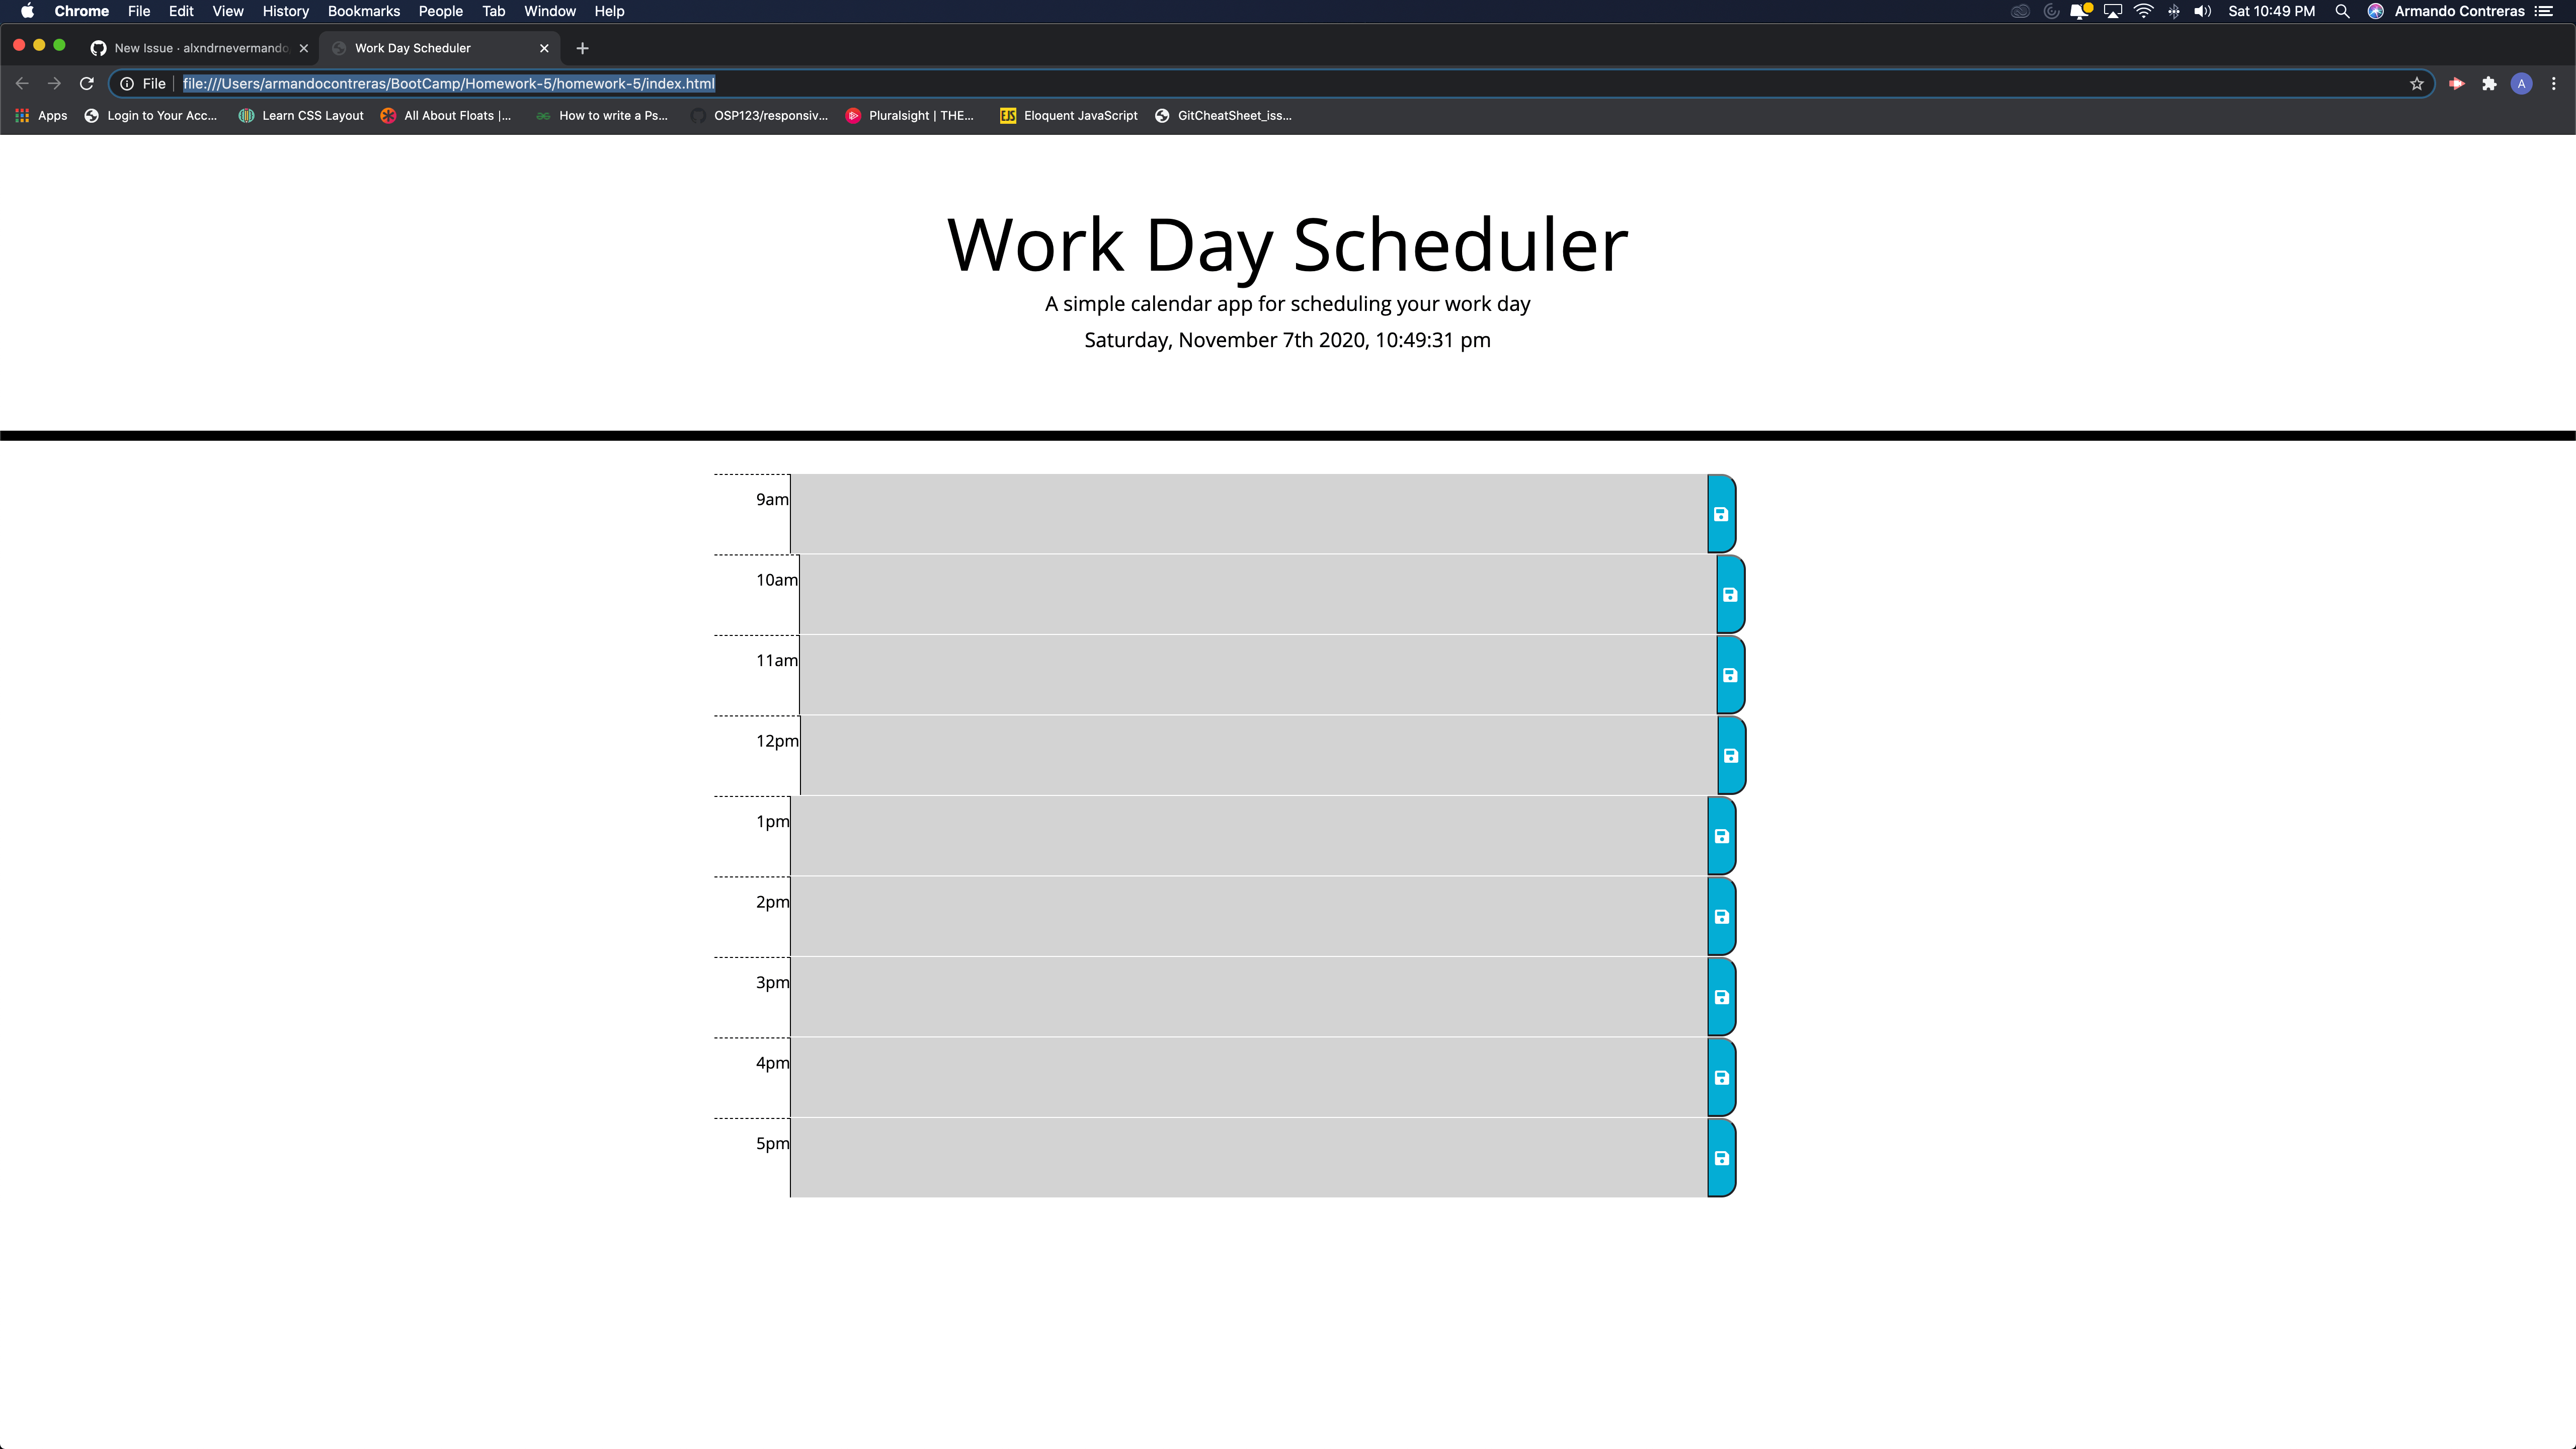 Chrome File Edit View History Bookmarks People Tab Window Help Sat 10:49 PM Armando Contreras
New Issue · alxndrnevermando Work Day Scheduler
File file:///Users/armandocontreras/BootCamp/Homework-5/homework-5/index.html A
Apps Login to Your Acc... Learn CSS Layout All About Floats |... How to write a Ps... OSP123/responsiv... Pluralsight | THE... EJS Eloquent JavaScript GitCheatSheet_iss...
Work Day Scheduler
A simple calendar app for scheduling your work day
Saturday, November 7th 2020, 10:49:31 pm
9am
10am
11am
12pm
1pm
2pm
3pm
4pm
5pm